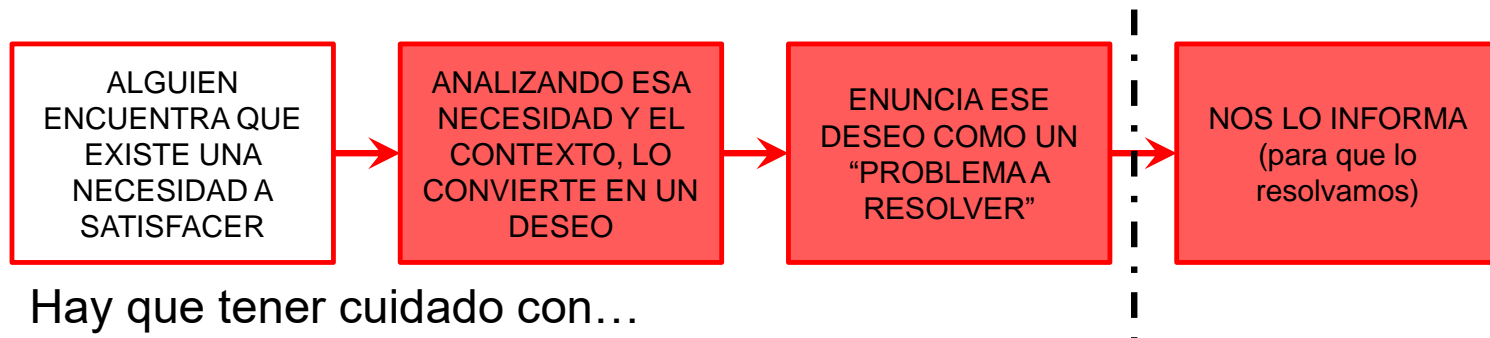 ALGUIEN
ENCUENTRA QUE
EXISTE UNA
NECESIDAD A
SATISFACER
ANALIZANDO ESA
NECESIDAD Y EL
CONTEXTO, LO
CONVIERTE EN UN
DESEO
ENUNCIA ESE
DESEO COMO UN
“PROBLEMA A
RESOLVER”
NOS LO INFORMA
(para que lo
resolvamos)
Hay que tener cuidado con…